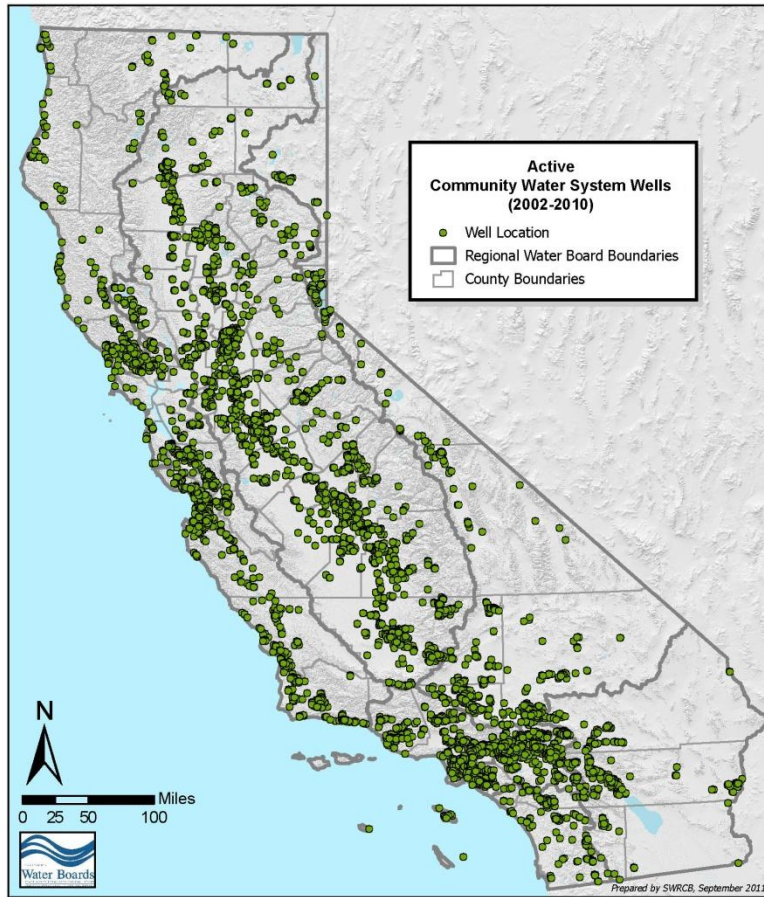 Active
Community Water System Wells
(2002-2010)
Well Location
Regional Water Board Boundaries
County Boundaries
N
0 25 50 100 Miles
Water Boards
Prepared by SWRCB, September 2011